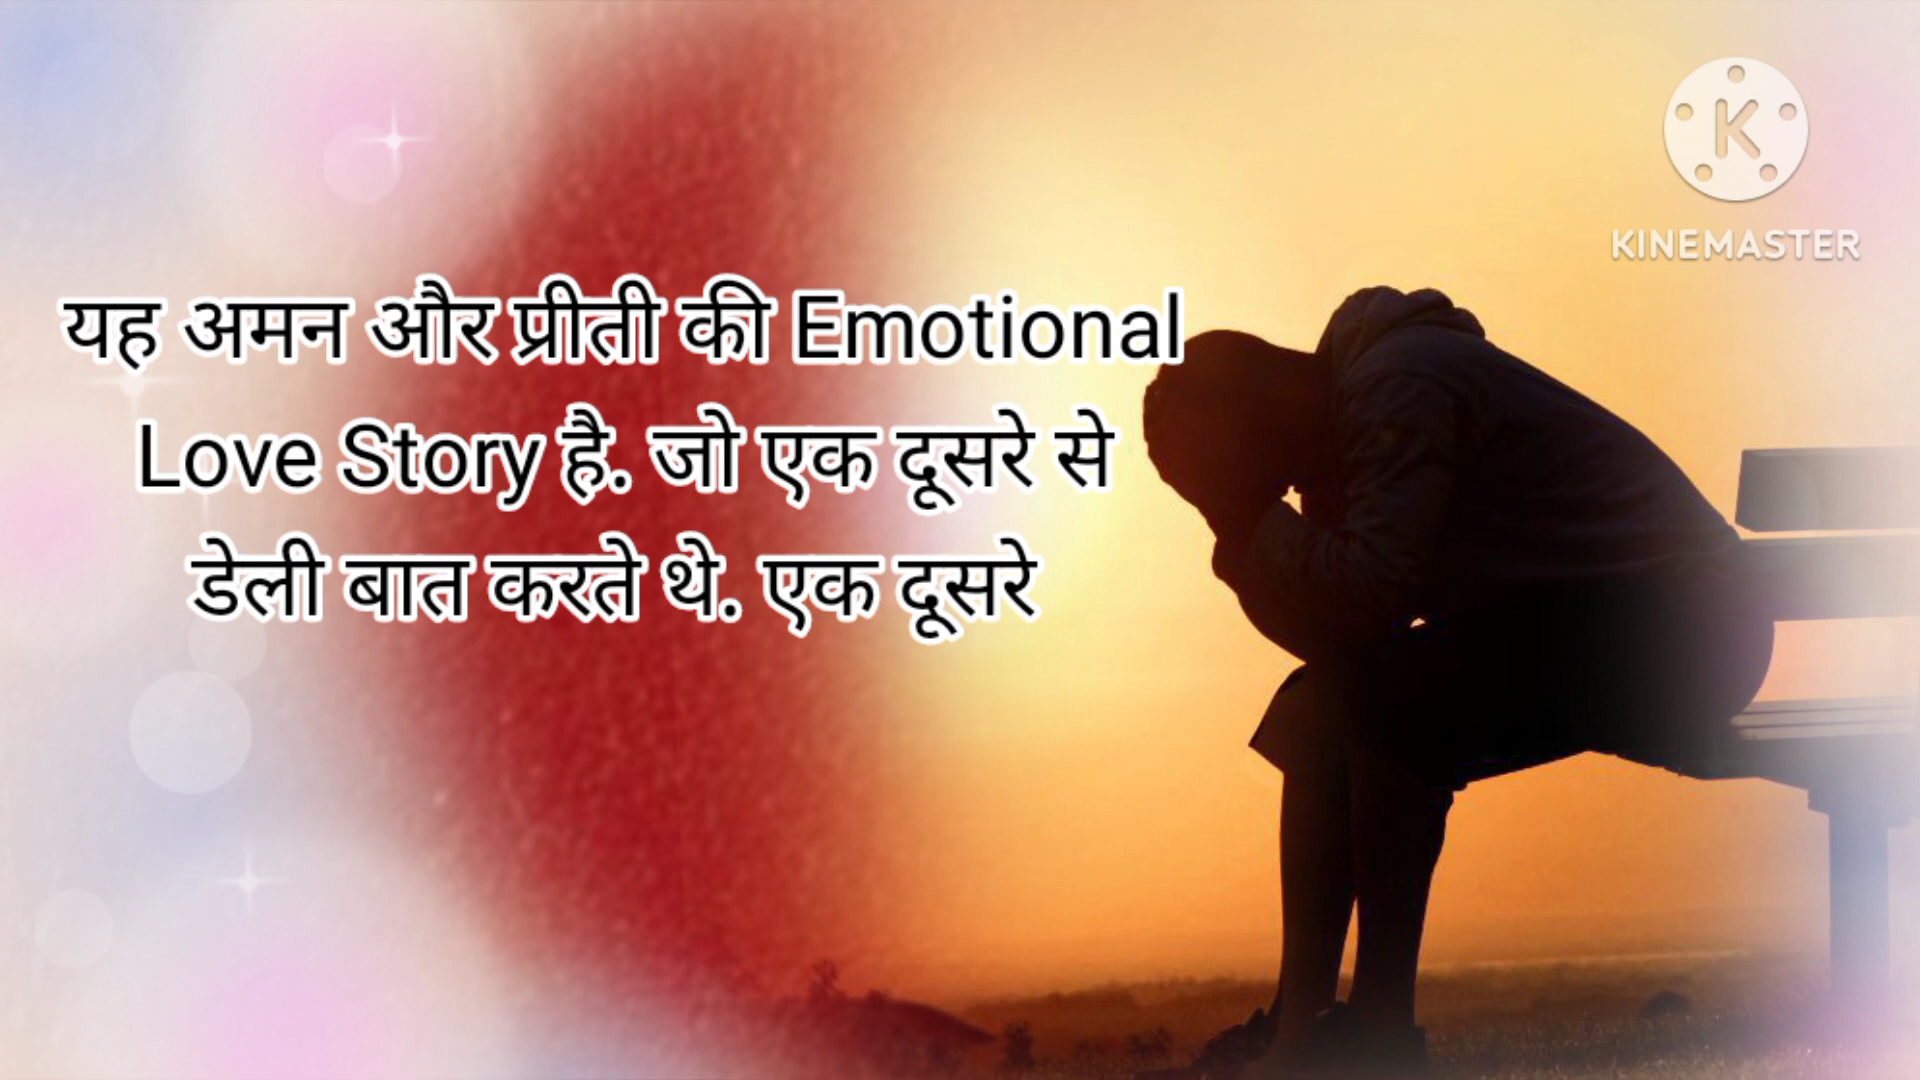 यह अमन और प्रीती की Emotional
Love Story है. जो एक दूसरे से
डेली बात करते थे. एक दूसरे
K
KINEMASTER